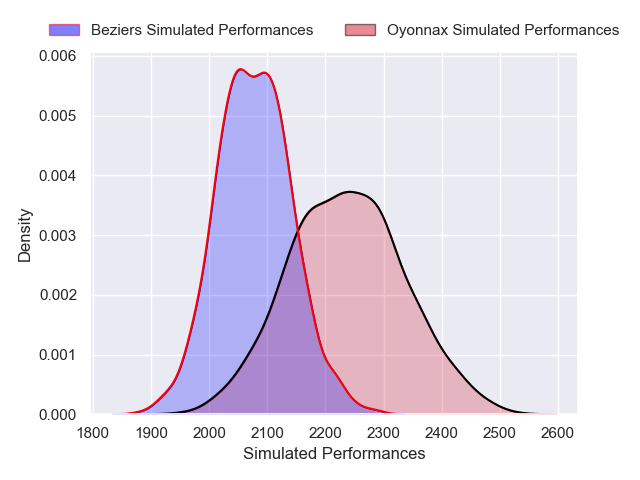 Beziers Simulated Performances Oyonnax Simulated Performances
0.006
0.005
0.004
0.003
0.002
0.001
0.000
Density
1800 1900 2000 2100 2200 2300 2400 2500 2600
Simulated Performances